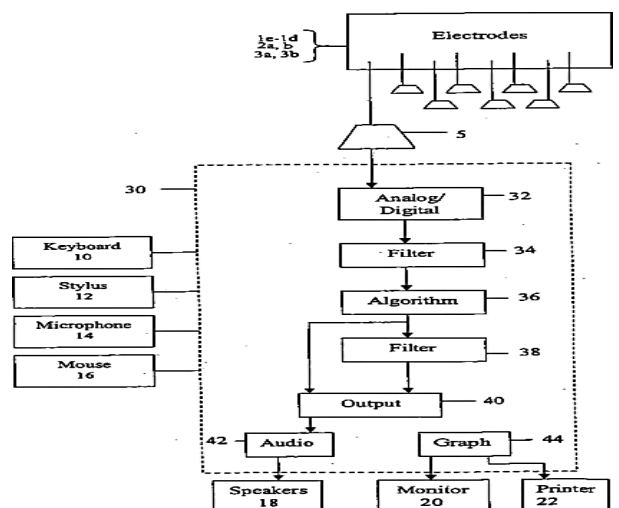 1e-1d
2a, b
3a, 3b
Electrodes
5
30
Analog/
Digital
32
Keyboard
10
Filter
34
Stylus
12
Algorithm
36
Microphone
14
Filter
38
Mouse
16
Output
40
42
Audio
Graph
44
Speakers
18
Monitor
20
Printer
22